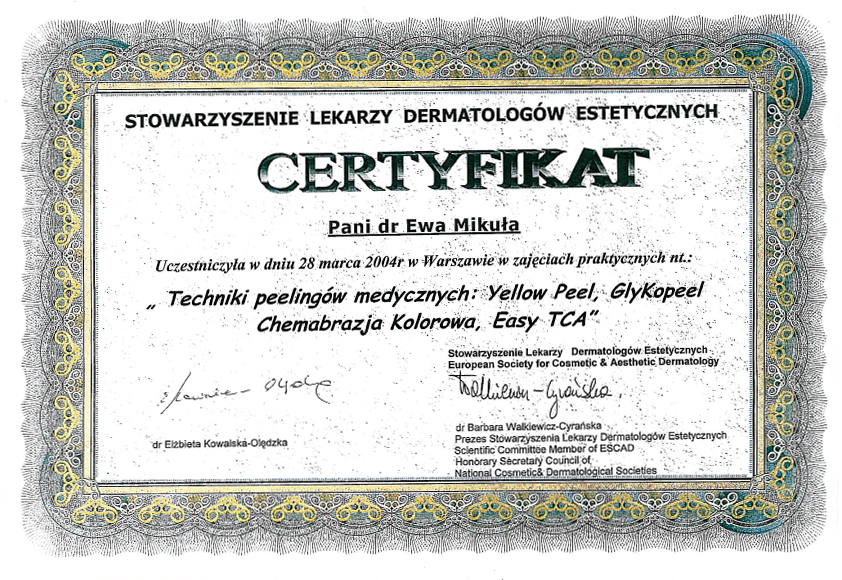 STOWARZYSZENIE LEKARZY DERMATOLOGÓW ESTETYCZNYCH
CERTYFIKAT
Pani dr Ewa Mikuła
Uczestniczyła w dniu 28 marca 2004r w Warszawie w zajęciach praktycznych nt.:
„ Techniki peelingów medycznych: Yellow Peel, GlyKopeel
Chemabrazja Kolorowa, Easy TCA”
Stowarzyszenie Lekarzy Dermatologów Estetycznych
European Society for Cosmetic & Aesthetic Dermatology
dr Elżbieta Kowalska-Olędzka
dr Barbara Walkiewicz-Cyrańska
Prezes Stowarzyszenia Lekarzy Dermatologów Estetycznych
Scientific Committee Member of ESCAD
Honorary Secretary Council of
National Cosmetic& Dermatological Societies